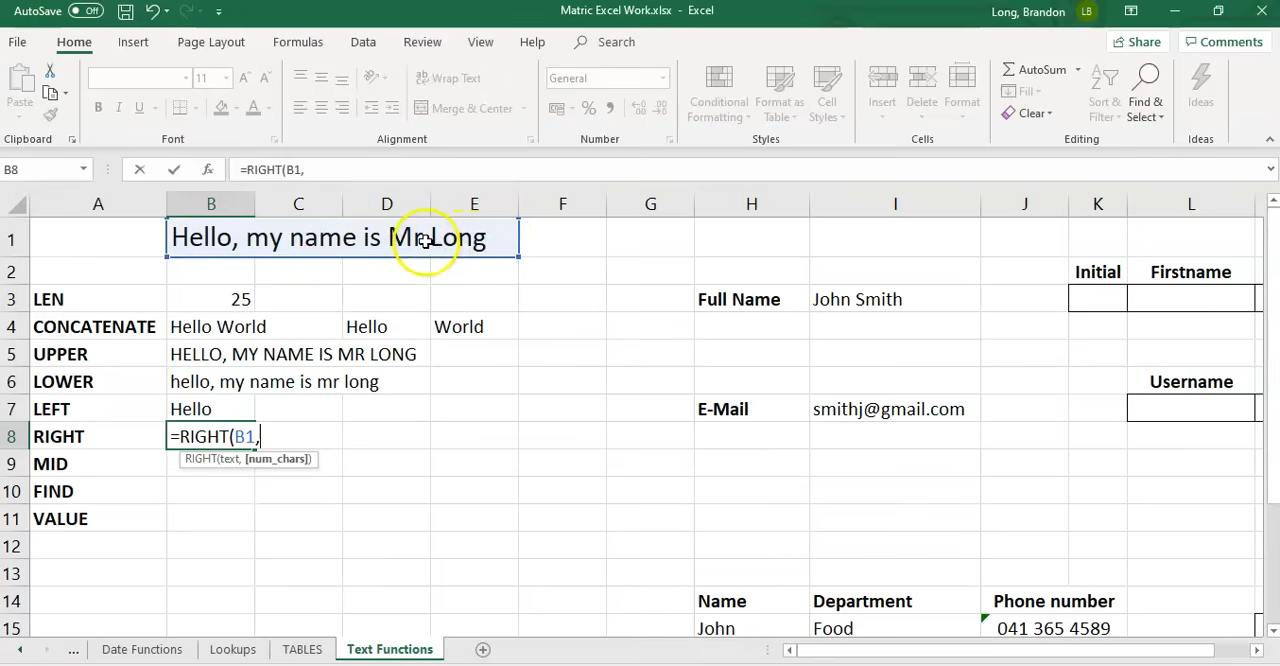 AutoSave Off Matric Excel Work.xlsx - Excel Long, Brandon LB
File Home Insert Page Layout Formulas Data Review View Help Search Share Comments
Paste 11 A A Wrap Text General AutoSum
B I U A Merge & Center % Conditional Formatting Format as Table Cell Styles Insert Delete Format Fill Clear Sort & Filter Find & Select Ideas
Clipboard Font Alignment Number Styles Cells Editing Ideas
B8 fx =RIGHT(B1,
A B C D E F G H I J K L
1 Hello, my name is Mr Long
2 Initial Firstname
3 LEN 25 Full Name John Smith
4 CONCATENATE Hello World Hello World
5 UPPER HELLO, MY NAME IS MR LONG
6 LOWER hello, my name is mr long Username
7 LEFT Hello E-Mail smithj@gmail.com
8 RIGHT =RIGHT(B1,
9 MID RIGHT(text, [num_chars])
10 FIND
11 VALUE
12
13
14 Name Department Phone number
15 John Food 041 365 4589
... Date Functions Lookups TABLES Text Functions